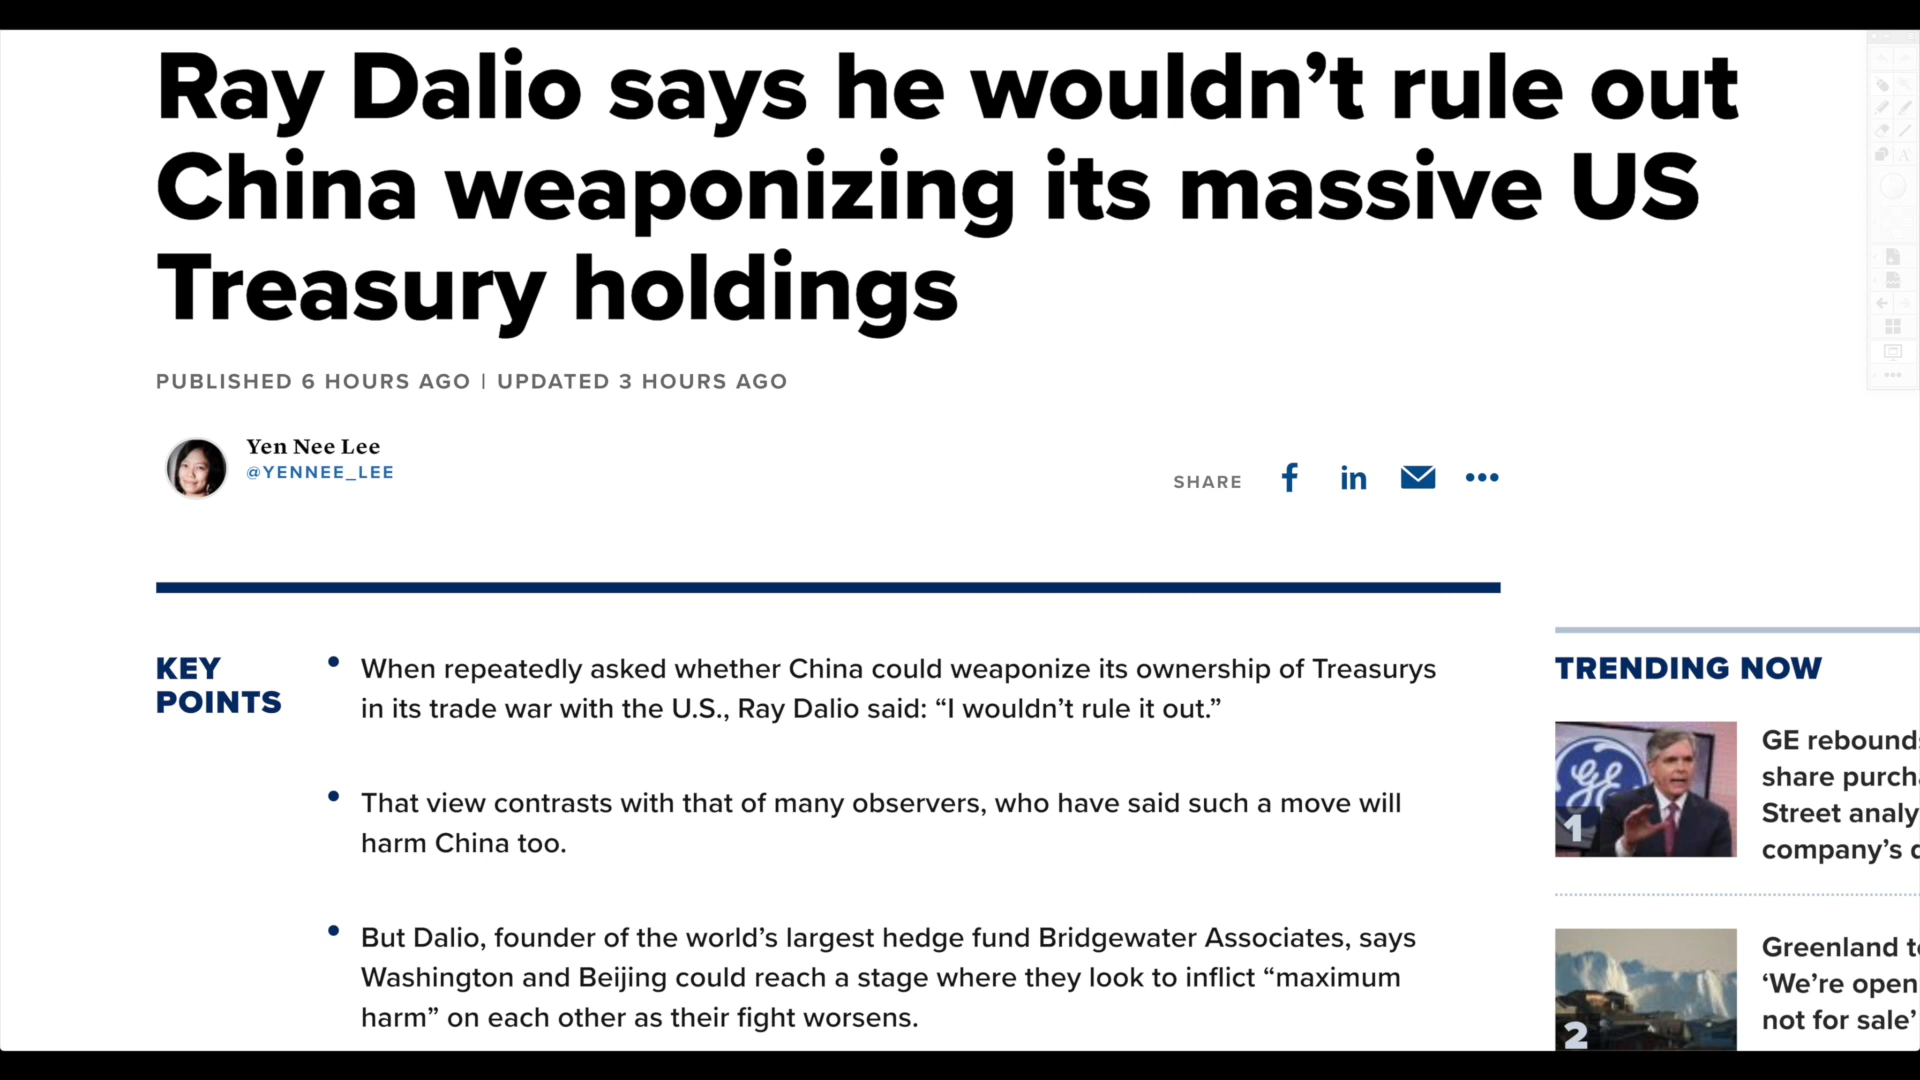 Ray Dalio says he wouldn’t rule out
China weaponizing its massive US
Treasury holdings
PUBLISHED 6 HOURS AGO | UPDATED 3 HOURS AGO
Yen Nee Lee
@YENNEE_LEE
SHARE
KEY
POINTS
When repeatedly asked whether China could weaponize its ownership of Treasurys
in its trade war with the U.S., Ray Dalio said: “I wouldn’t rule it out.”
That view contrasts with that of many observers, who have said such a move will
harm China too.
But Dalio, founder of the world’s largest hedge fund Bridgewater Associates, says
Washington and Beijing could reach a stage where they look to inflict “maximum
harm” on each other as their fight worsens.
TRENDING NOW
1
GE rebound
share purch
Street analy
company’s
2
Greenland
‘We’re open
not for sale’